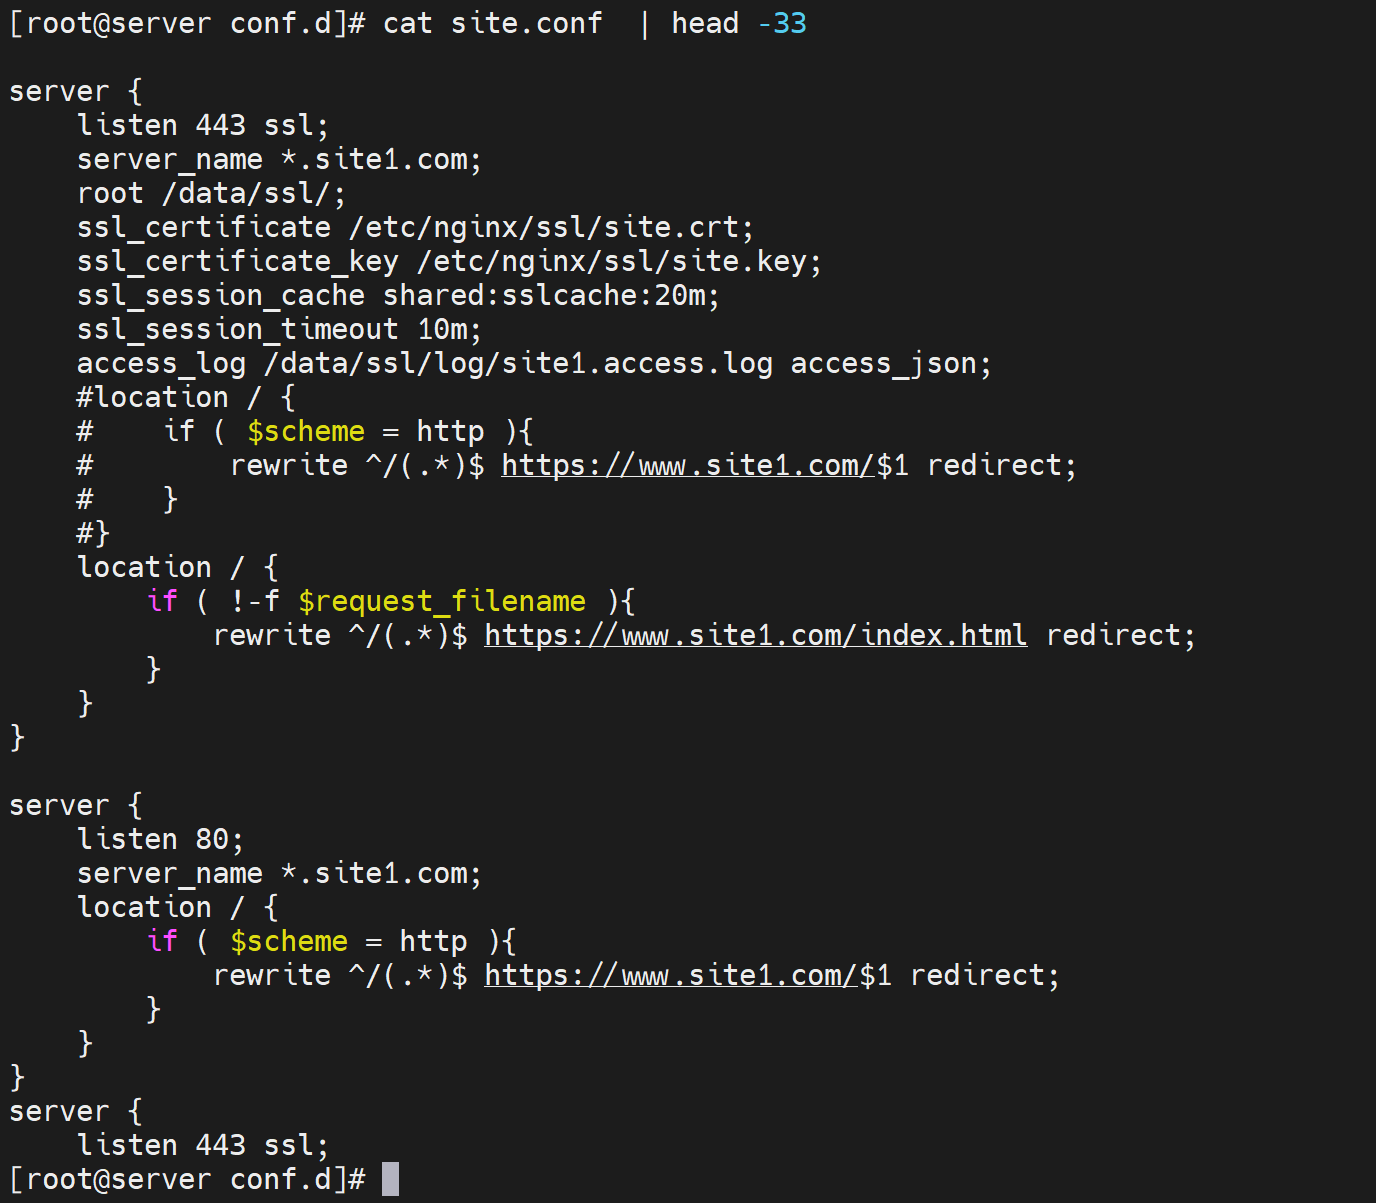 [root@server conf.d]# cat site.conf  | head -33

server {
    listen 443 ssl;
    server_name *.site1.com;
    root /data/ssl/;
    ssl_certificate /etc/nginx/ssl/site.crt;
    ssl_certificate_key /etc/nginx/ssl/site.key;
    ssl_session_cache shared:sslcache:20m;
    ssl_session_timeout 10m;
    access_log /data/ssl/log/site1.access.log access_json;
    #location / {
    #    if ( $scheme = http ){
    #        rewrite ^/(.*)$ https://www.site1.com/$1 redirect;
    #    }
    #}
    location / {
        if ( !-f $request_filename ){
            rewrite ^/(.*)$ https://www.site1.com/index.html redirect;
        }
    }
}

server {
    listen 80;
    server_name *.site1.com;
    location / {
        if ( $scheme = http ){
            rewrite ^/(.*)$ https://www.site1.com/$1 redirect;
        }
    }
}
server {
    listen 443 ssl;
[root@server conf.d]#